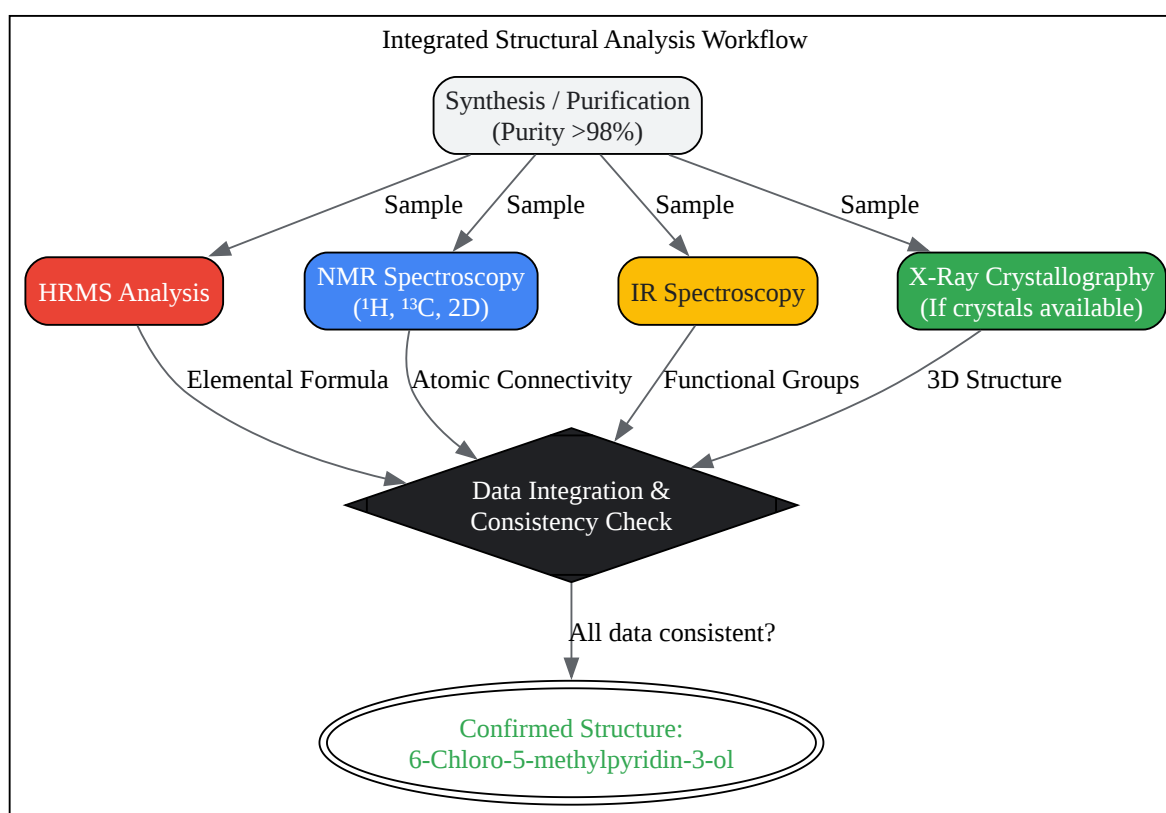 Integrated Structural Analysis Workflow
Synthesis / Purification
(Purity >98%)
Sample
Sample
Sample
Sample
HRMS Analysis
NMR Spectroscopy
(¹H, ¹³C, 2D)
IR Spectroscopy
X-Ray Crystallography
(If crystals available)
Elemental Formula
Atomic Connectivity
Functional Groups
3D Structure
Data Integration &
Consistency Check
All data consistent?
Confirmed Structure:
6-Chloro-5-methylpyridin-3-ol